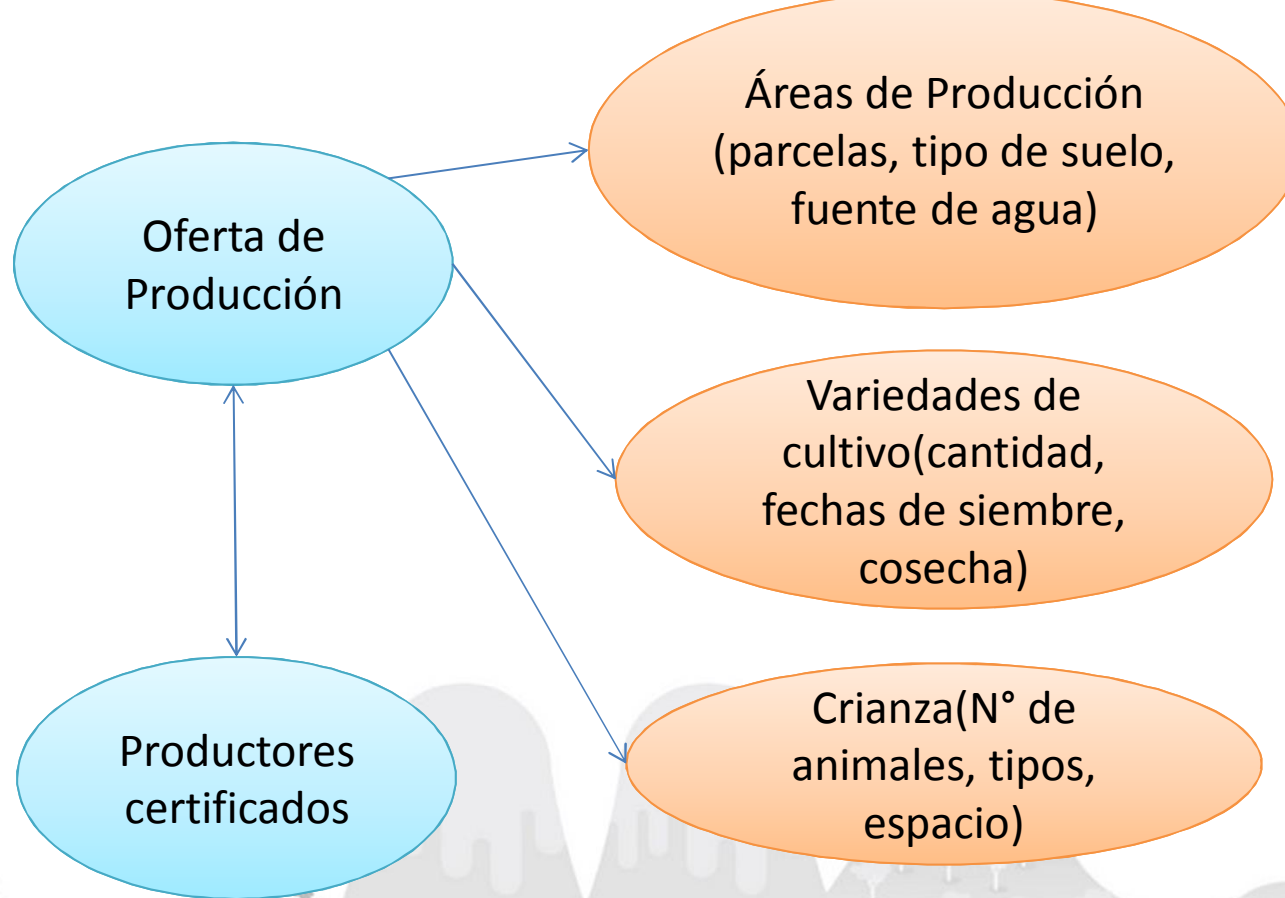 Oferta de
Producción
Productores
certificados
Áreas de Producción
(parcelas, tipo de suelo,
fuente de agua)
Variedades de
cultivo(cantidad,
fechas de siembre,
cosecha)
Crianza(N° de
animales, tipos,
espacio)